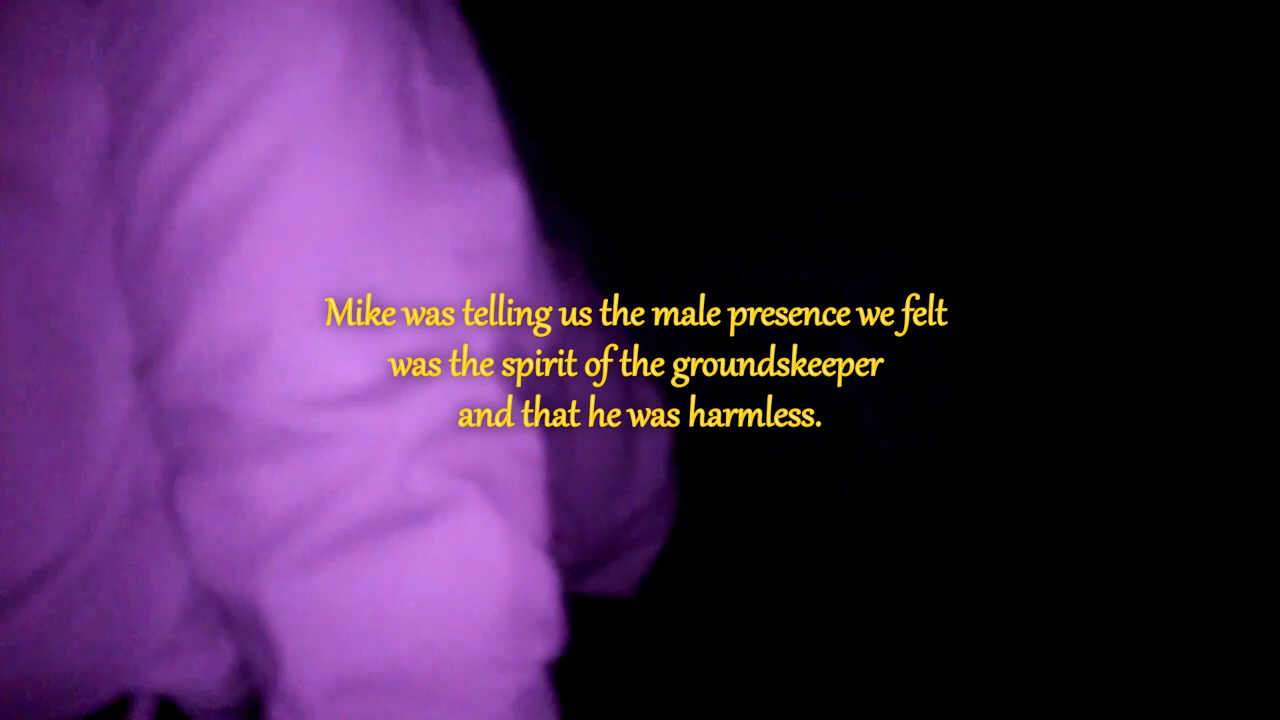 Mike was telling us the male presence we felt
was the spirit of the groundskeeper
and that he was harmless.